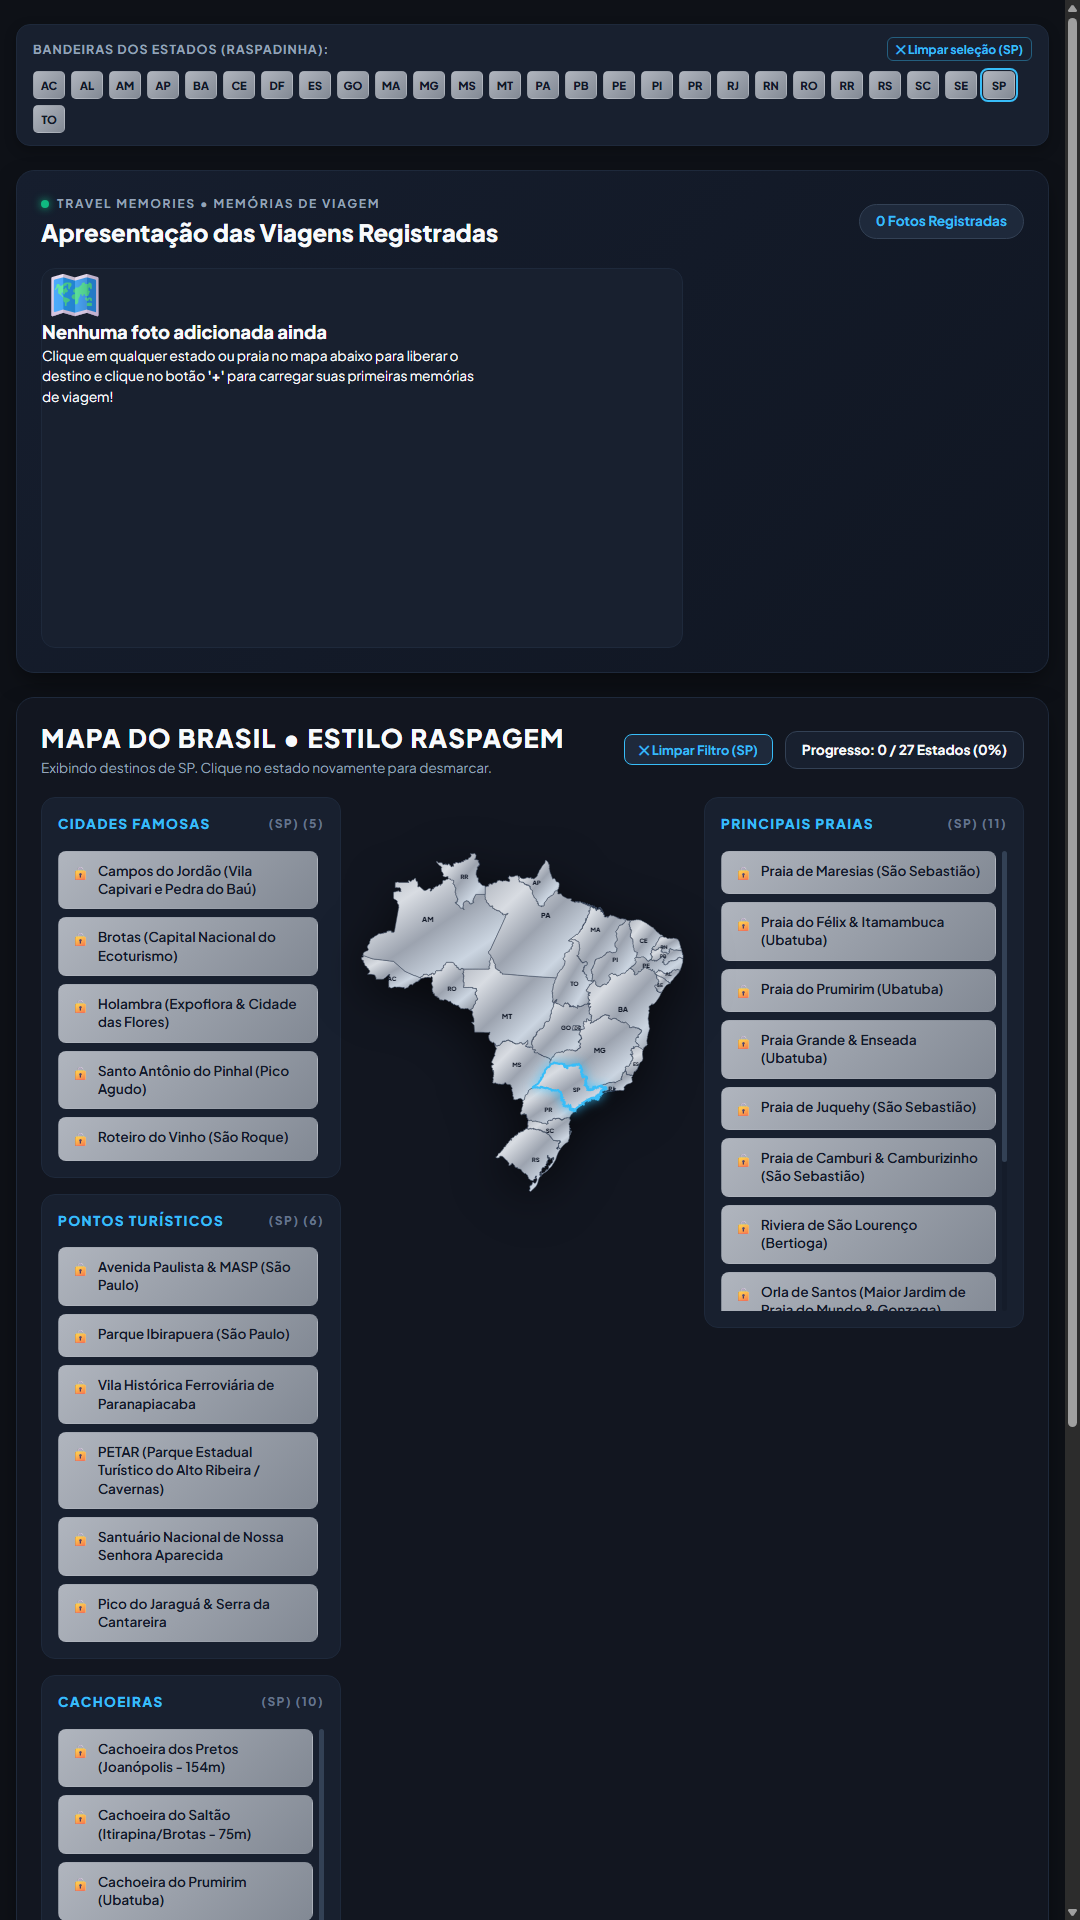 BANDEIRAS DOS ESTADOS (RASPADINHA):
✕ Limpar seleção (SP)
AC AL AM AP BA CE DF ES GO MA MG MS MT PA PB PE PI PR RJ RN RO RR RS SC SE SP
TO
TRAVEL MEMORIES ● MEMÓRIAS DE VIAGEM
Apresentação das Viagens Registradas
0 Fotos Registradas
Nenhuma foto adicionada ainda
Clique em qualquer estado ou praia no mapa abaixo para liberar o
destino e clique no botão '+' para carregar suas primeiras memórias
de viagem!
MAPA DO BRASIL ● ESTILO RASPAGEM
Exibindo destinos de SP. Clique no estado novamente para desmarcar.
✕ Limpar Filtro (SP)
Progresso: 0 / 27 Estados (0%)
CIDADES FAMOSAS (SP) (5)
Campos do Jordão (Vila
Capivari e Pedra do Baú)
Brotas (Capital Nacional do
Ecoturismo)
Holambra (Expoflora & Cidade
das Flores)
Santo Antônio do Pinhal (Pico
Agudo)
Roteiro do Vinho (São Roque)
PONTOS TURÍSTICOS (SP) (6)
Avenida Paulista & MASP (São
Paulo)
Parque Ibirapuera (São Paulo)
Vila Histórica Ferroviária de
Paranapiacaba
PETAR (Parque Estadual
Turístico do Alto Ribeira /
Cavernas)
Santuário Nacional de Nossa
Senhora Aparecida
Pico do Jaraguá & Serra da
Cantareira
CACHOEIRAS (SP) (10)
Cachoeira dos Pretos
(Joanópolis - 154m)
Cachoeira do Saltão
(Itirapina/Brotas - 75m)
Cachoeira do Prumirim
(Ubatuba)
RR
AP
AM
PA
MA
CE
PI
PE
AC
RO
TO
MT
BA
GO
MG
MS
SP
PR
SC
RS
PRINCIPAIS PRAIAS (SP) (11)
Praia de Maresias (São Sebastião)
Praia do Félix & Itamambuca
(Ubatuba)
Praia do Prumirim (Ubatuba)
Praia Grande & Enseada
(Ubatuba)
Praia de Juquehy (São Sebastião)
Praia de Camburi & Camburizinho
(São Sebastião)
Riviera de São Lourenço
(Bertioga)
Orla de Santos (Maior Jardim de
Praia do Mundo & Gonzaga)